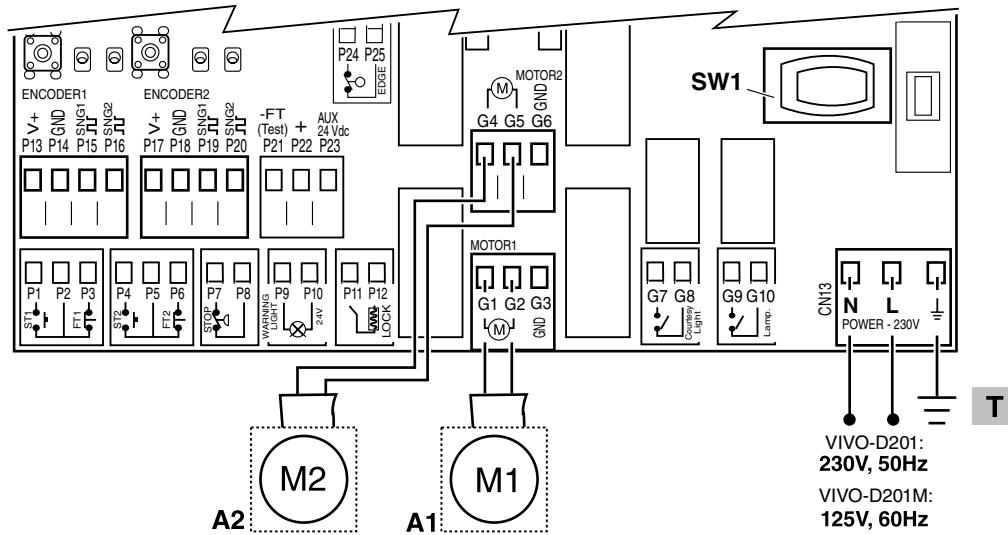 P24 P25
EDGE
MOTOR2
M
GND
G4 G5 G6
SW1
ENCODER1
V+
GND
SNG1
SNG2
P13 P14 P15 P16
ENCODER2
V+
GND
SNG1
SNG2
P17 P18 P19 P20
-FT
(Test)
+
AUX
24 Vdc
P21 P22 P23
MOTOR1
G1 G2 G3
M
GND
P1 P2 P3
ST1
FT1
P4 P5 P6
ST2
FT2
P7 P8
STOP
P9 P10
WARNING
LIGHT
24V
P11 P12
LOCK
G7 G8
Courtesy
Light
G9 G10
Lamp.
CN13
N L
POWER - 230V
T
M2
A2
M1
A1
VIVO-D201:
230V, 50Hz
VIVO-D201M:
125V, 60Hz